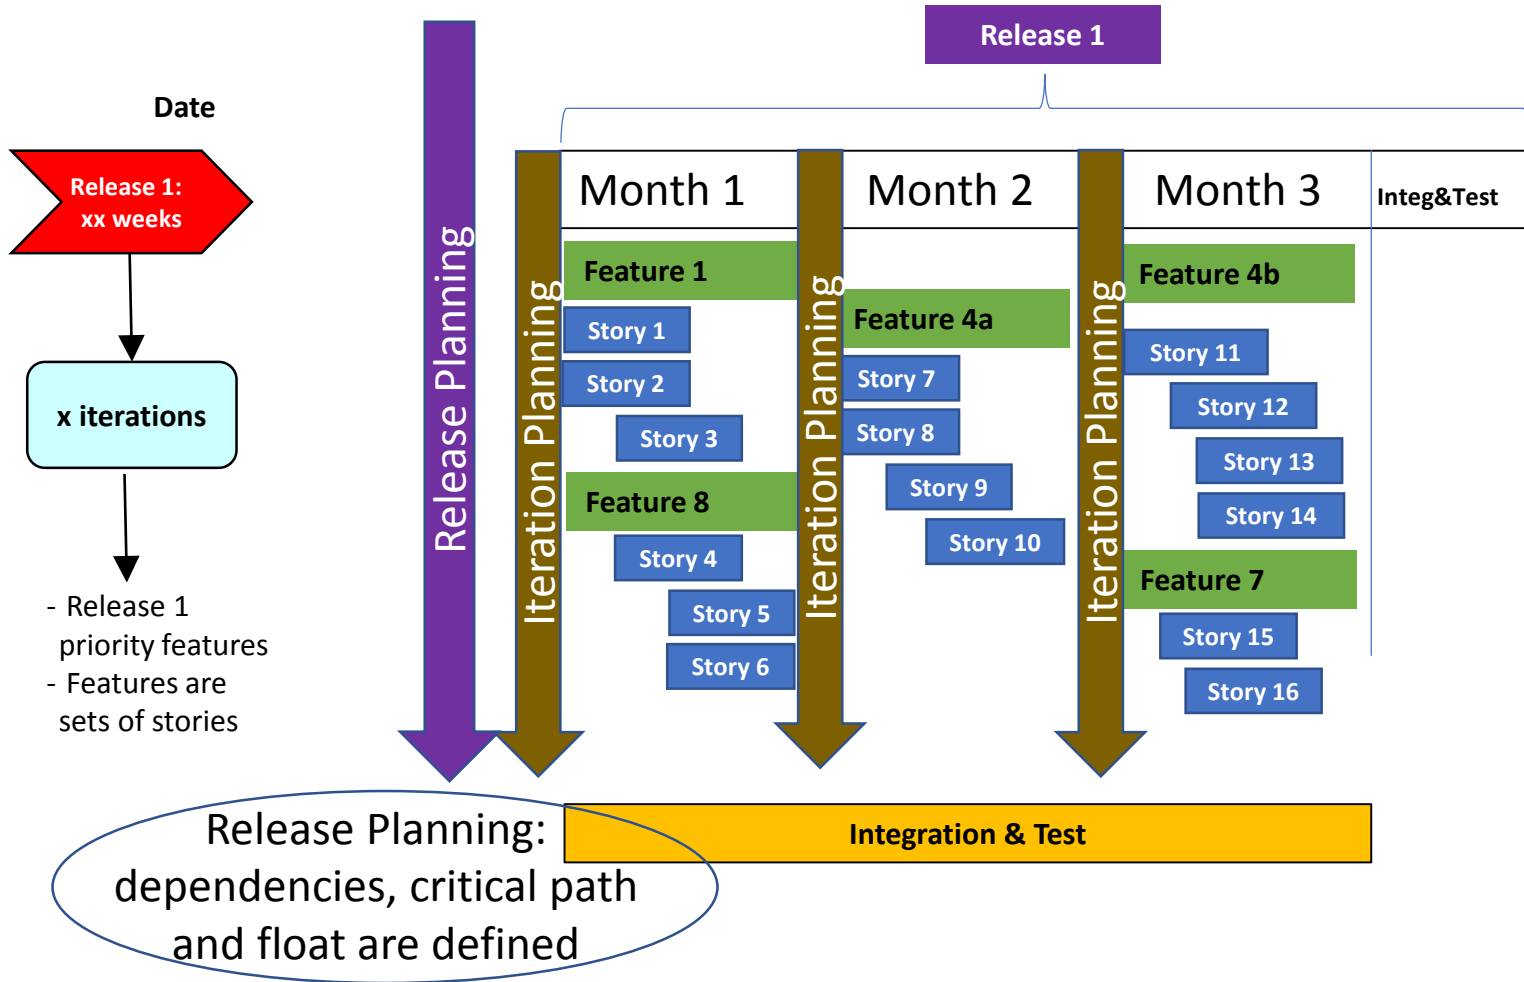 Release 1
Date
Release 1:
xx weeks
x iterations
- Release 1
priority features
- Features are
sets of stories
Release Planning
Iteration Planning
Month 1
Feature 1
Story 1
Story 2
Story 3
Feature 8
Story 4
Story 5
Story 6
Iteration Planning
Month 2
Feature 4a
Story 7
Story 8
Story 9
Story 10
Iteration Planning
Month 3
Feature 4b
Story 11
Story 12
Story 13
Story 14
Feature 7
Story 15
Story 16
Integ&Test
Release Planning:
dependencies, critical path
and float are defined
Integration & Test